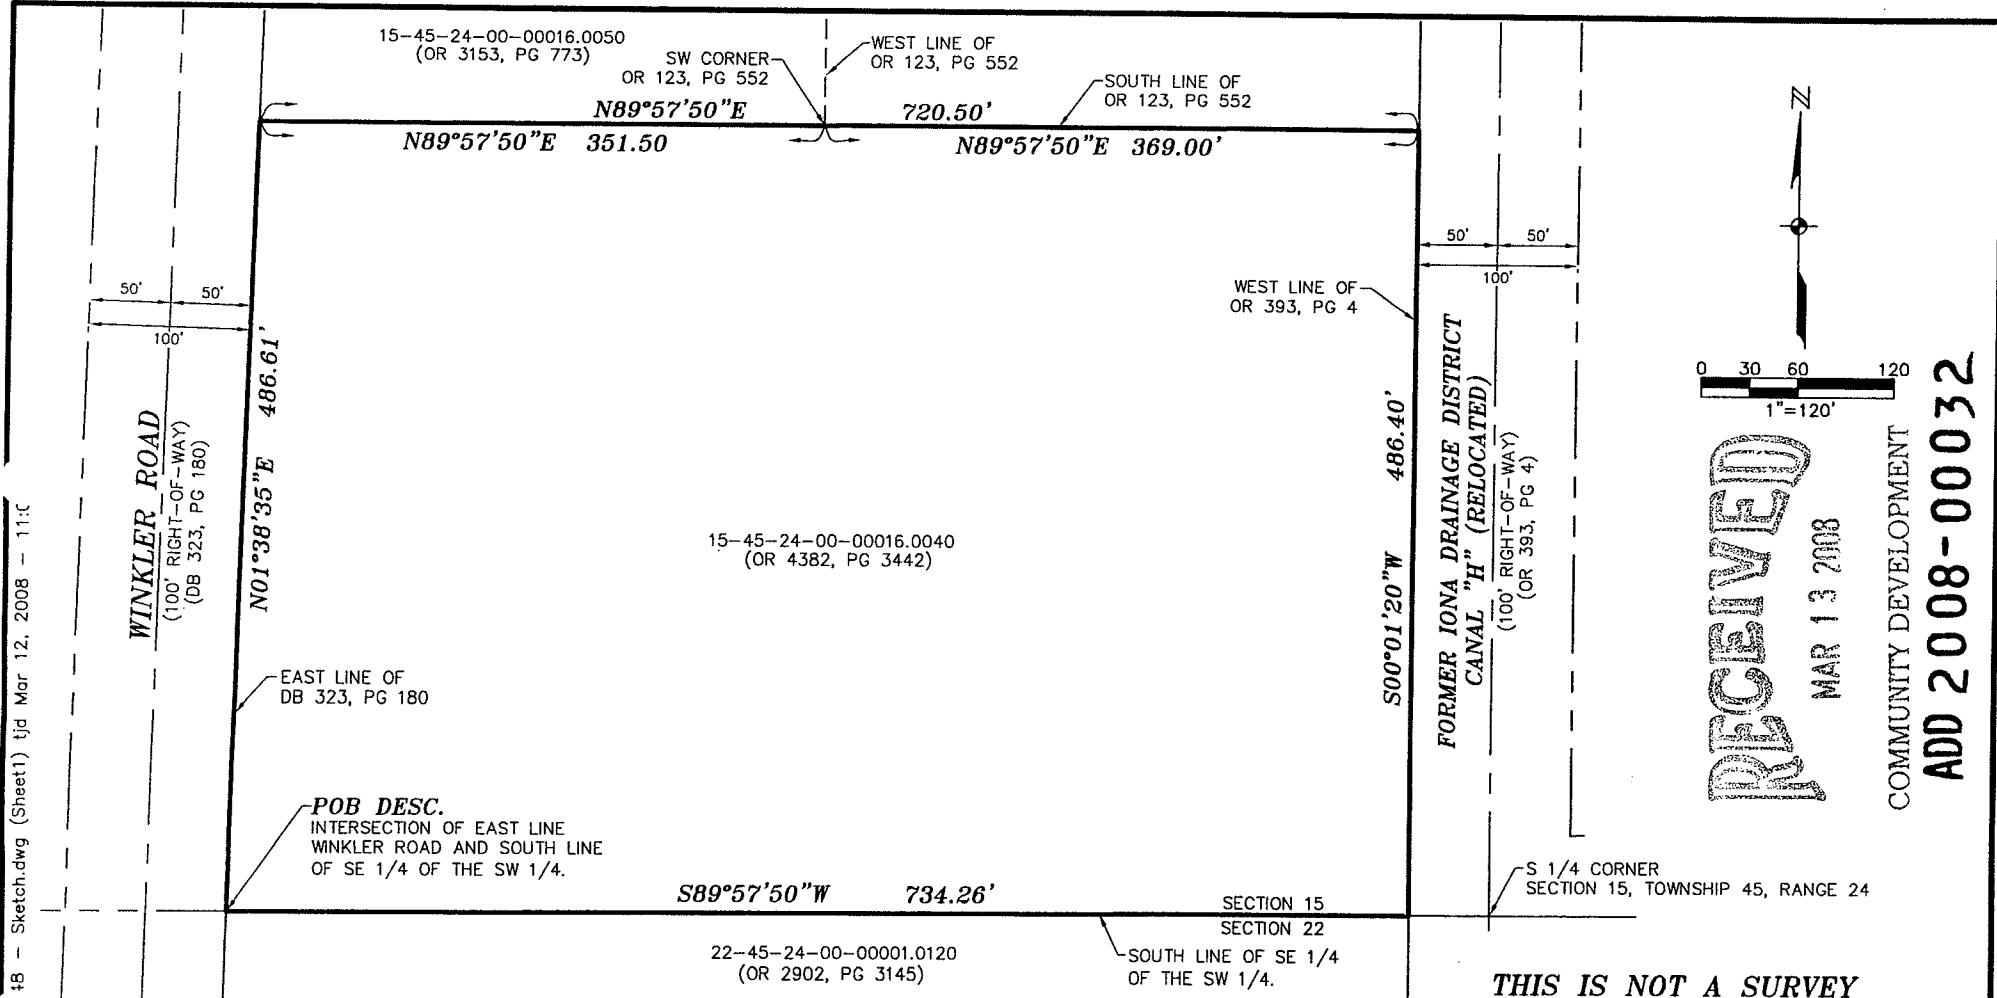 15-45-24-00-00016.0050
(OR 3153, PG 773)
SW CORNER
OR 123, PG 552
WEST LINE OF
OR 123, PG 552
SOUTH LINE OF
OR 123, PG 552
N89°57'50"E 720.50'
N89°57'50"E 351.50
N89°57'50"E 369.00'
N
50' 50'
100'
50' 50'
100'
WEST LINE OF
OR 393, PG 4
N01°38'35"E 486.61'
WINKLER ROAD
(100' RIGHT-OF-WAY)
(DB 323, PG 180)
15-45-24-00-00016.0040
(OR 4382, PG 3442)
S00°01'20"W 486.40'
FORMER IONA DRAINAGE DISTRICT
CANAL "H" (RELOCATED)
(100' RIGHT-OF-WAY)
(OR 393, PG 4)
0 30 60 120
1"=120'
RECEIVED
MAR 13 2008
COMMUNITY DEVELOPMENT
ADD 2008-00032
EAST LINE OF
DB 323, PG 180
POB DESC.
INTERSECTION OF EAST LINE
WINKLER ROAD AND SOUTH LINE
OF SE 1/4 OF THE SW 1/4.
S89°57'50"W 734.26'
SECTION 15
SECTION 22
S 1/4 CORNER
SECTION 15, TOWNSHIP 45, RANGE 24
22-45-24-00-00001.0120
(OR 2902, PG 3145)
SOUTH LINE OF SE 1/4
OF THE SW 1/4.
THIS IS NOT A SURVEY
48 - Sketch.dwg (Sheet1) tjd Mar 12, 2008 - 11:0